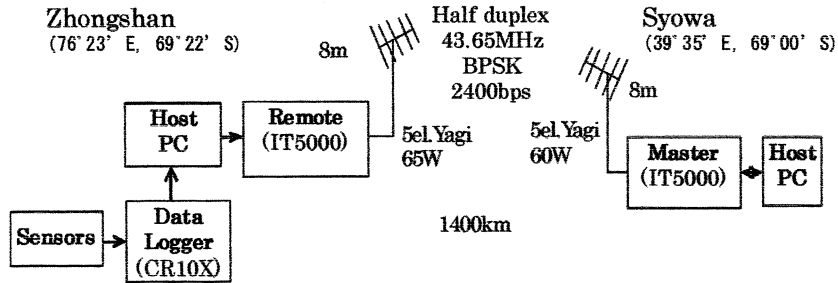 Zhongshan
(76°23' E, 69°22' S)
8m
Half duplex
43.65MHz
BPSK
2400bps
Syowa
(39°35' E, 69°00' S)
8m
Host
PC
Remote
(IT5000)
5el.Yagi
65W
5el.Yagi
60W
Master
(IT5000)
Host
PC
Sensors
Data
Logger
(CR10X)
1400km